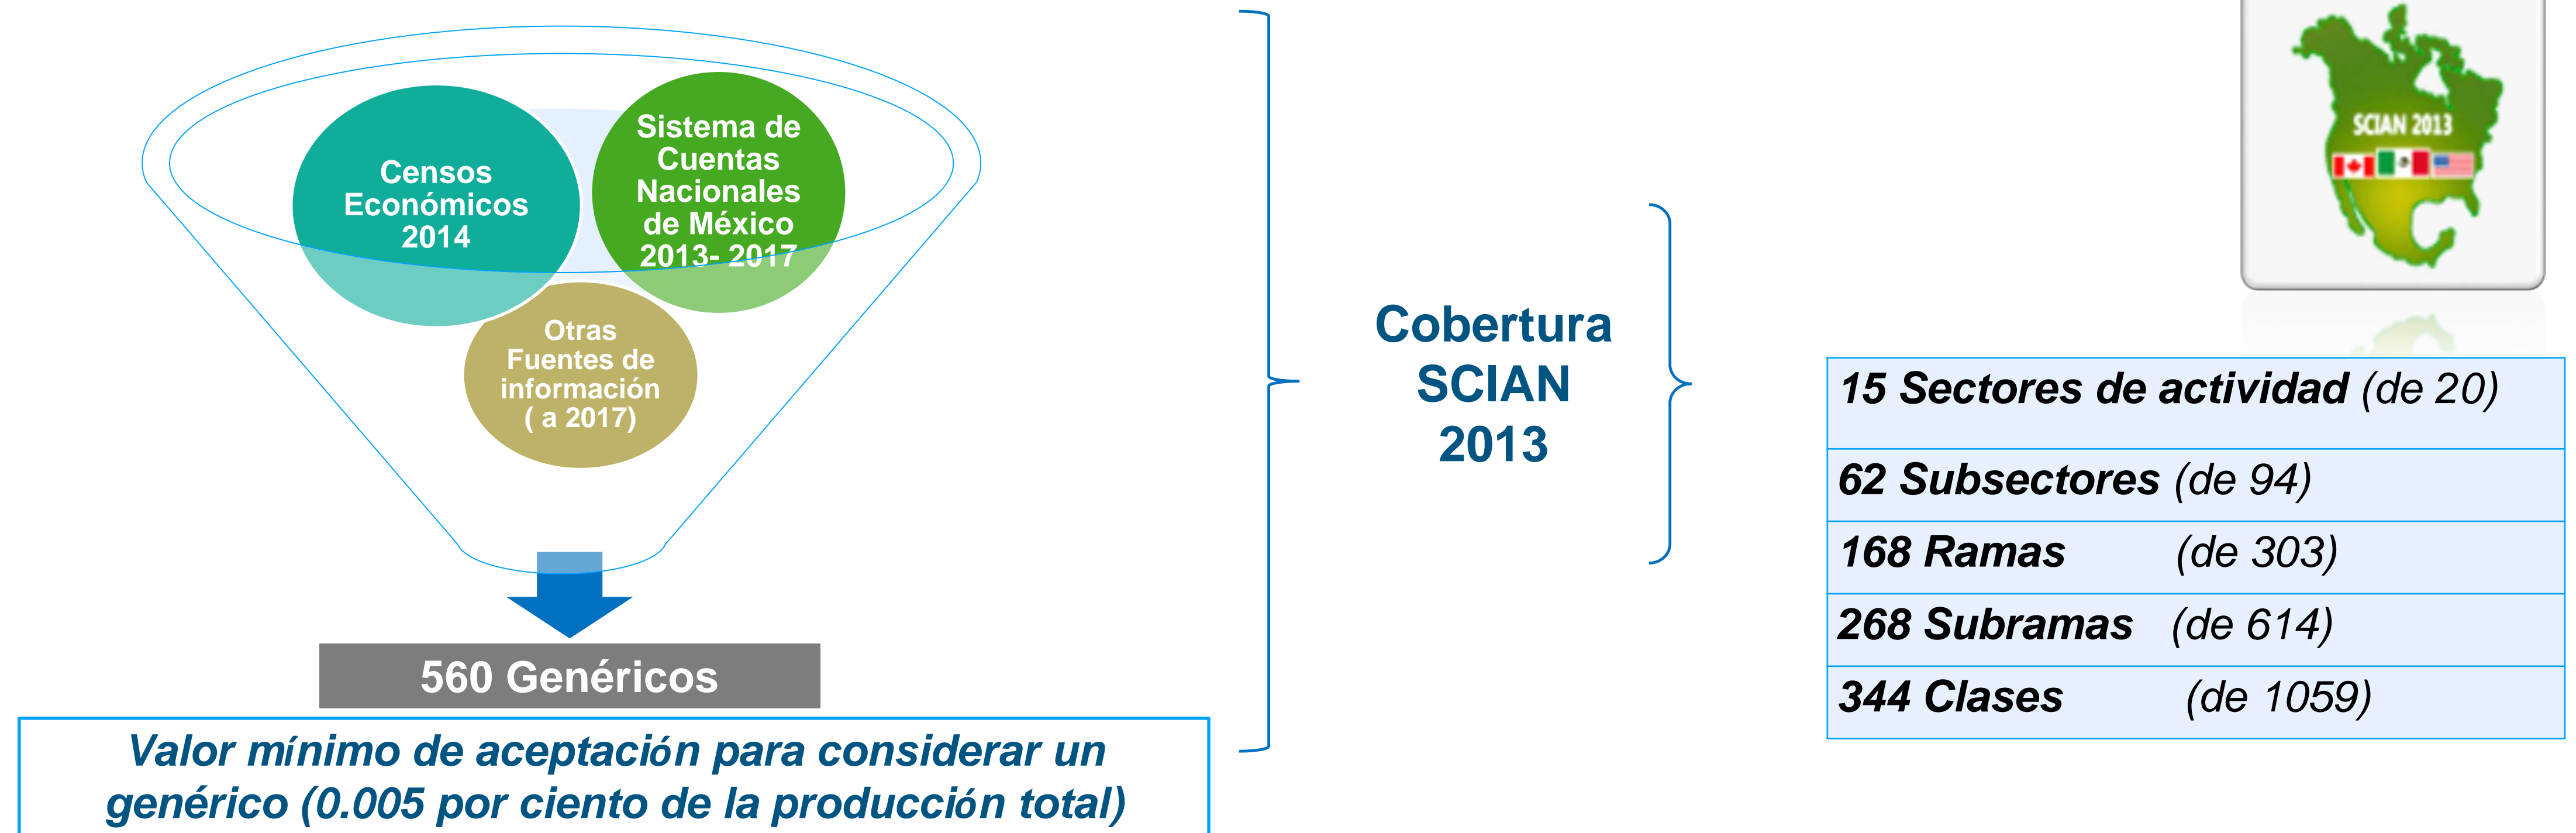 Censos
Económicos
2014
Sistema de
Cuentas
Nacionales
de México
2013- 2017
Otras
Fuentes de
información
( a 2017)
560 Genéricos
Valor mínimo de aceptación para considerar un
genérico (0.005 por ciento de la producción total)
Cobertura
SCIAN
2013
SCIAN 2013
15 Sectores de actividad (de 20)
62 Subsectores (de 94)
168 Ramas (de 303)
268 Subramas (de 614)
344 Clases (de 1059)